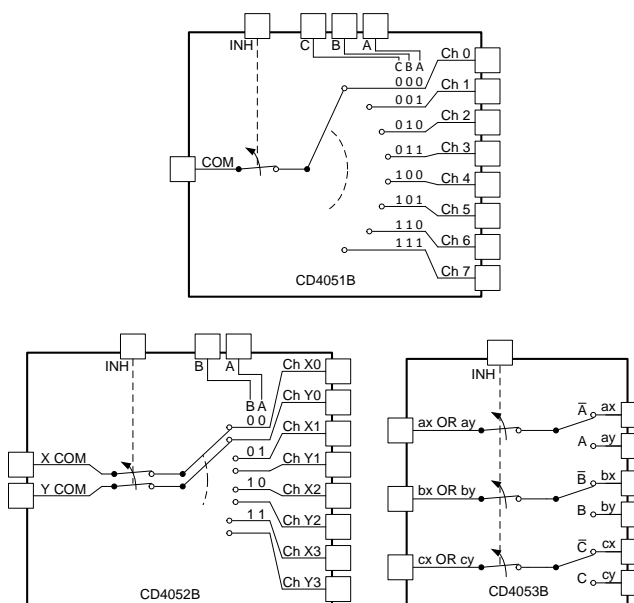 INH
C
B
A
C B A
Ch 0
0 0 0
Ch 1
0 0 1
Ch 2
0 1 0
Ch 3
0 1 1
COM
Ch 4
1 0 0
Ch 5
1 0 1
Ch 6
1 1 0
Ch 7
1 1 1
CD4051B
INH
B
A
Ch X0
B A
0 0
Ch Y0
Ch X1
0 1
X COM
Ch Y1
Y COM
1 0
Ch X2
Ch Y2
1 1
Ch X3
CD4052B
Ch Y3
INH
ax OR ay
A̅
ax
A
ay
bx OR by
B̅
bx
B
by
cx OR cy
C̅
cx
C
cy
CD4053B